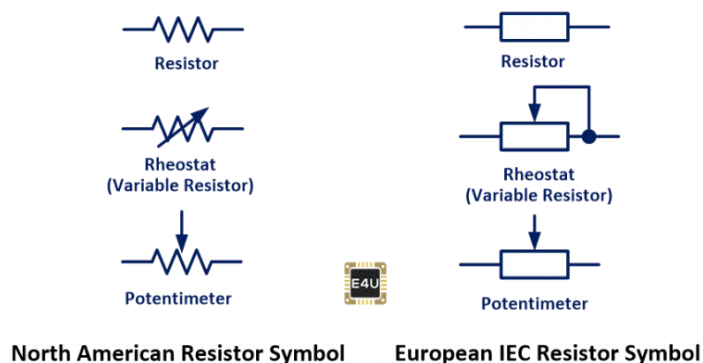 Resistor
Rheostat
(Variable Resistor)
Potentimeter
North American Resistor Symbol
Resistor
Rheostat
(Variable Resistor)
Potentimeter
European IEC Resistor Symbol
E4U